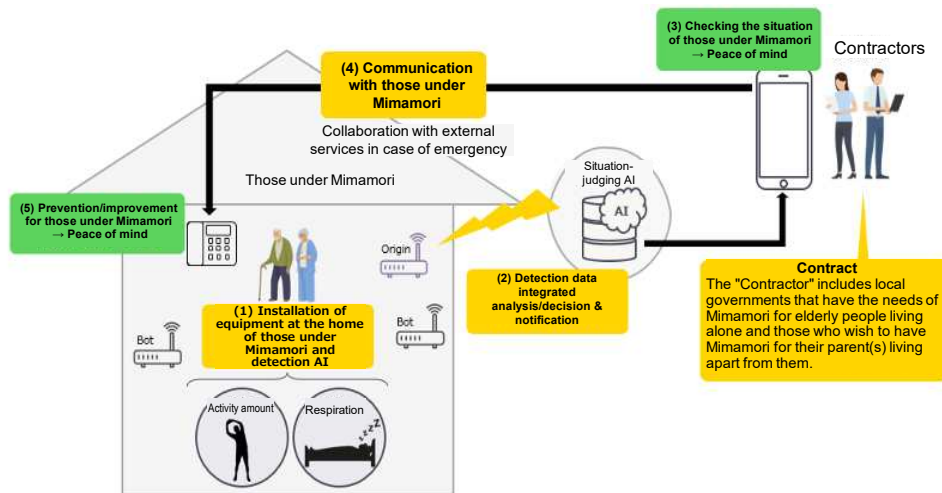 (3) Checking the situation
of those under Mimamori
→ Peace of mind
Contractors
(4) Communication
with those under
Mimamori
Collaboration with external
services in case of emergency
Those under Mimamori
Situation-
judging AI
AI
(5) Prevention/improvement
for those under Mimamori
→ Peace of mind
Origin
(2) Detection data
integrated
analysis/decision &
notification
Contract
The "Contractor" includes local
governments that have the needs of
Mimamori for elderly people living
alone and those who wish to have
Mimamori for their parent(s) living
apart from them.
(1) Installation of
equipment at the home
of those under
Mimamori and
detection AI
Bot
Bot
Activity amount
Respiration
z z z z Z